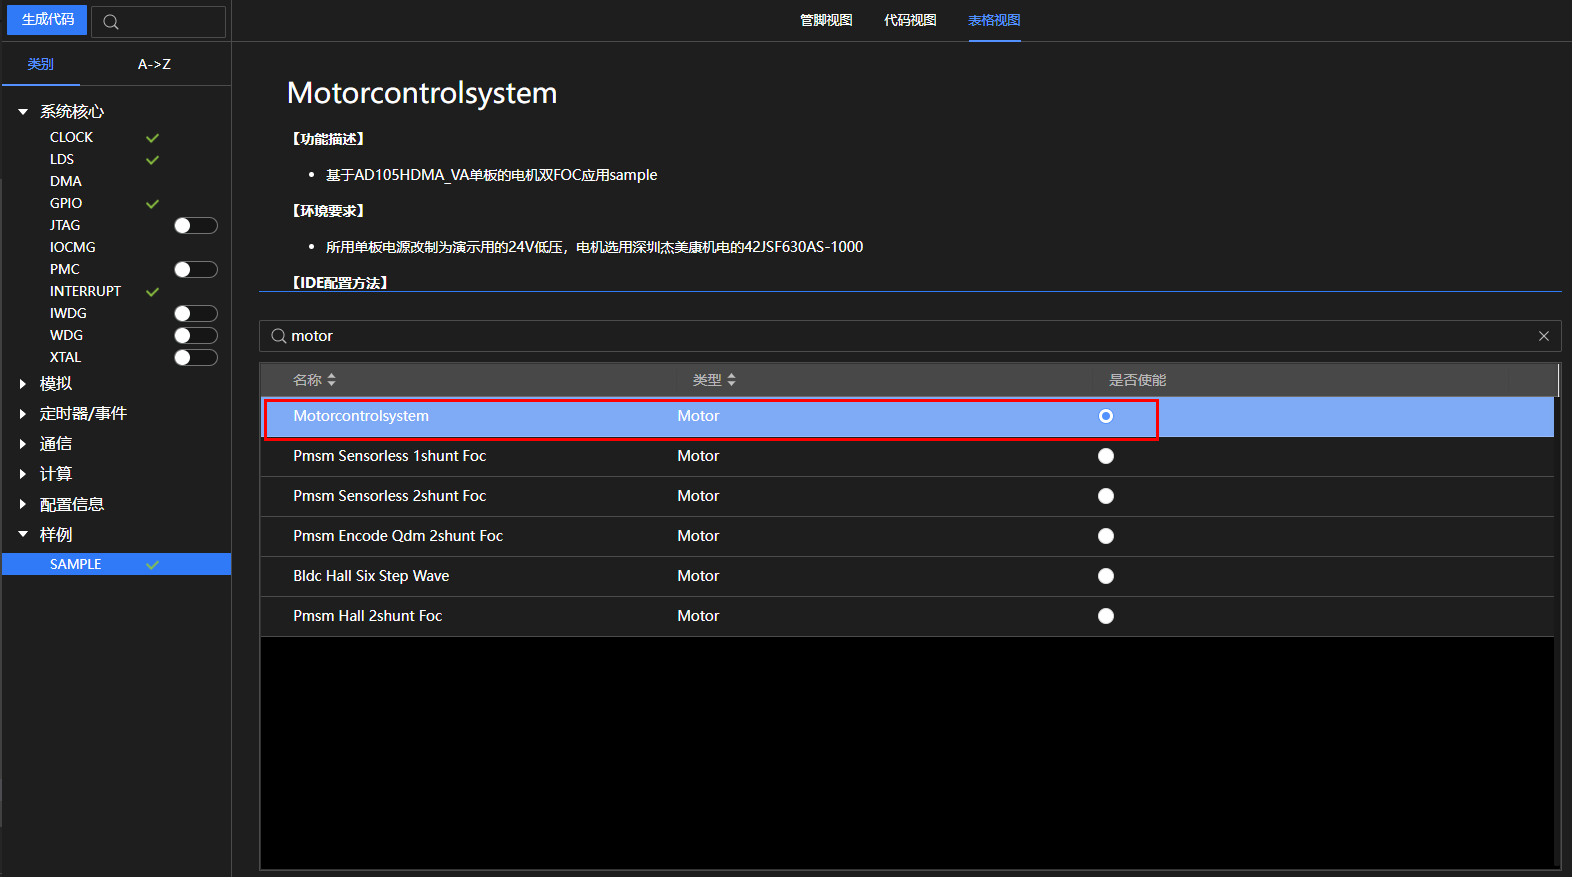 生成代码
管脚视图 代码视图 表格视图
类别 A->Z
系统核心
CLOCK
LDS
DMA
GPIO
JTAG
IOCMG
PMC
INTERRUPT
IWDG
WDG
XTAL
模拟
定时器/事件
通信
计算
配置信息
样例
SAMPLE
Motorcontrolsystem
【功能描述】
• 基于AD105HDMA_VA单板的电机双FOC应用sample
【环境要求】
• 所用单板电源改制为演示用的24V低压，电机选用深圳杰美康机电的42JSF630AS-1000
【IDE配置方法】
motor
名称 类型 是否使能
Motorcontrolsystem Motor
Pmsm Sensorless 1shunt Foc Motor
Pmsm Sensorless 2shunt Foc Motor
Pmsm Encode Qdm 2shunt Foc Motor
Bldc Hall Six Step Wave Motor
Pmsm Hall 2shunt Foc Motor